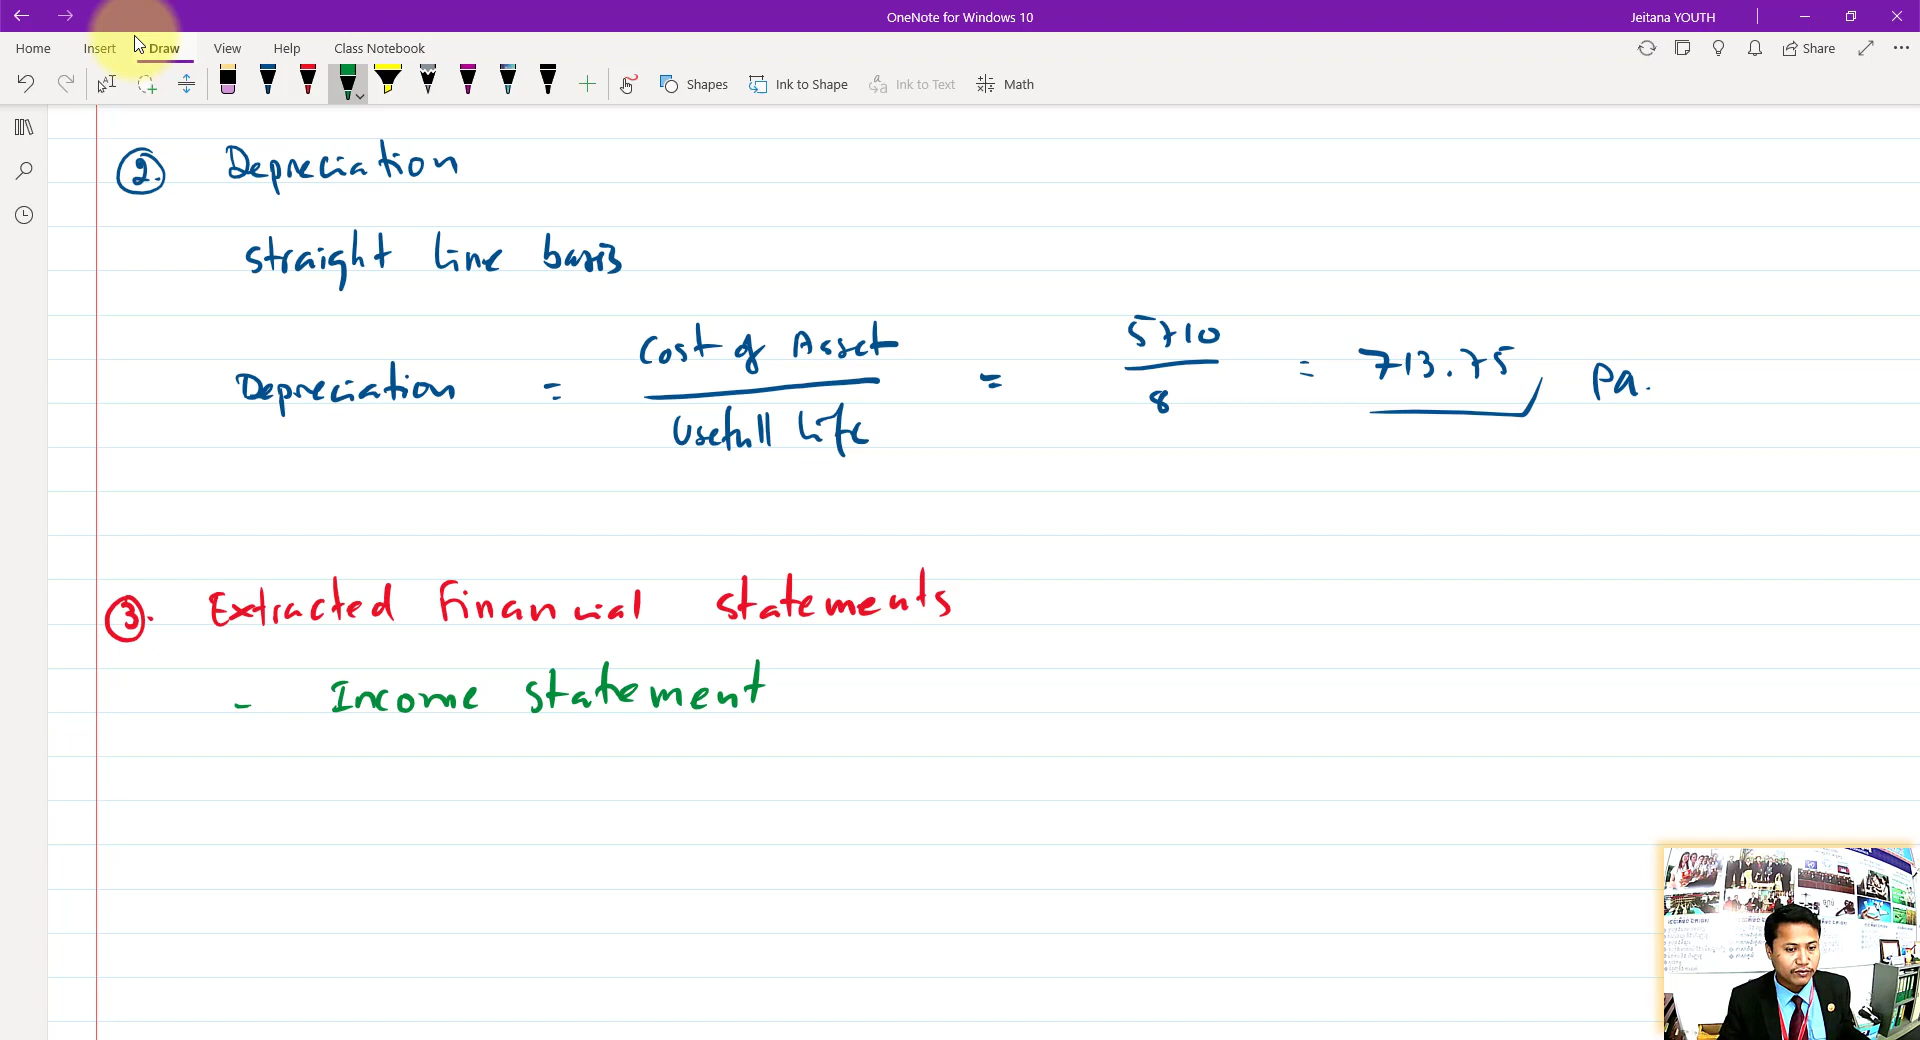 OneNote for Windows 10
Jeitana YOUTH
Home Insert Draw View Help Class Notebook
Share
Shapes Ink to Shape Ink to Text Math
2. Depreciation
straight line basis
Depreciation = Cost of Asset / Usefull Life = 5710 / 8 = 713.75 pa.
3. Extracted Financial statements
- Income statement